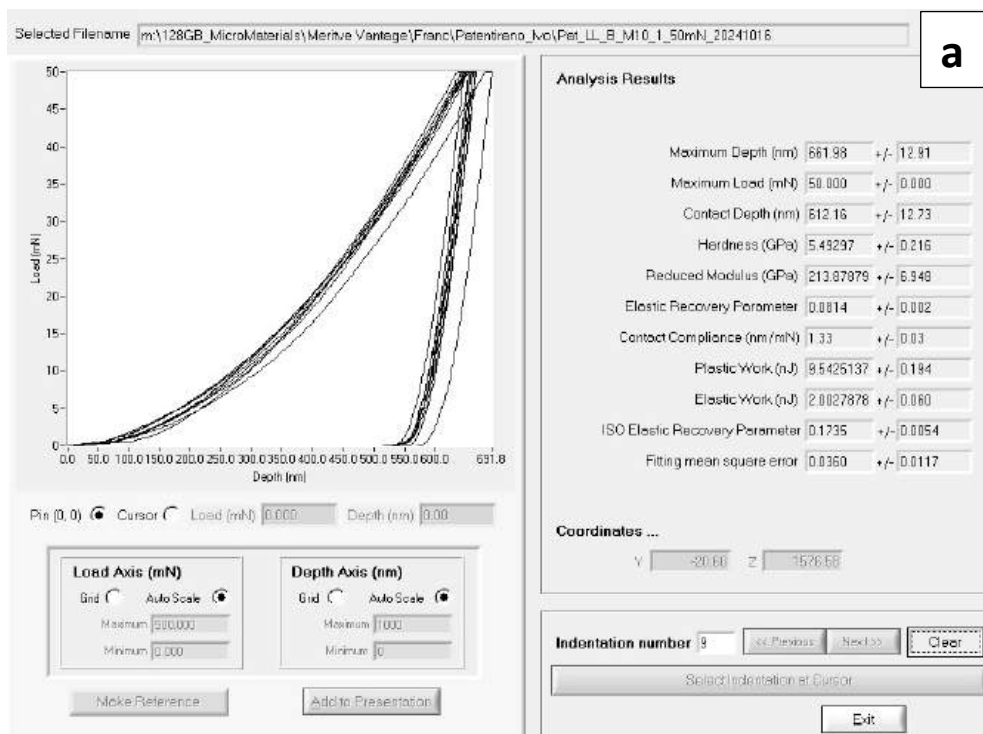 Selected Filename m:\128GB_MicroMaterials\Meritve Vantage\Franc\Patentirano_Ivo\Pat_LL_B_M10_1_50mN_20241016
a
50-
45-
40-
35-
30-
25-
20-
15-
10-
5-
0-
Load (mN)
0.0 50.0 100.0 150.0 200.0 250.0 300.0 350.0 400.0 450.0 500.0 550.0 600.0 691.8
Depth (nm)
Pin (0, 0) Cursor Load (mN) 0.000 Depth (nm) 0.00
Load Axis (mN)
Grid Auto Scale
Maximum 500.000
Minimum 0.000
Depth Axis (nm)
Grid Auto Scale
Maximum 1000
Minimum 0
Make Reference
Add to Presentation
Analysis Results
Maximum Depth (nm) 661.98 +/- 12.91
Maximum Load (mN) 50.000 +/- 0.000
Contact Depth (nm) 612.16 +/- 12.73
Hardness (GPa) 5.49297 +/- 0.216
Reduced Modulus (GPa) 213.87879 +/- 6.948
Elastic Recovery Parameter 0.0814 +/- 0.002
Contact Compliance (nm/mN) 1.33 +/- 0.03
Plastic Work (nJ) 9.5425137 +/- 0.194
Elastic Work (nJ) 2.0027878 +/- 0.060
ISO Elastic Recovery Parameter 0.1735 +/- 0.0054
Fitting mean square error 0.0360 +/- 0.0117
Coordinates ...
Y -20.60 Z 1576.58
Indentation number 9 << Previous Next >> Clear
Select Indentation at Cursor
Exit